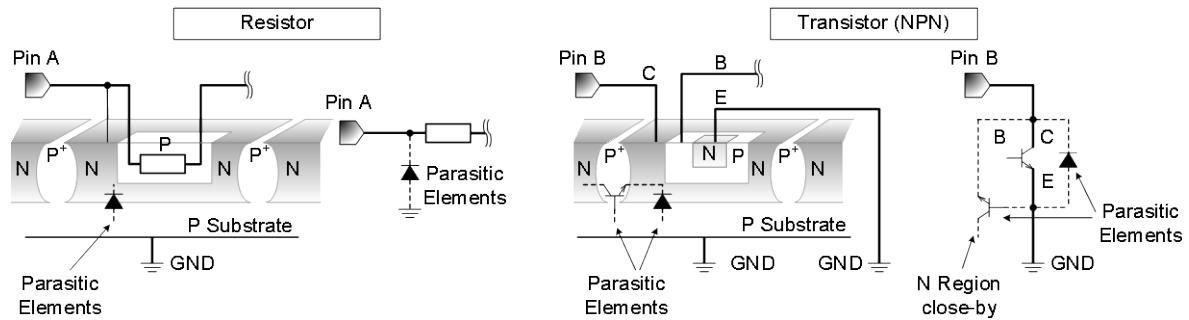 Resistor
Transistor (NPN)
Pin A
Pin B
C
B
E
Pin B
Pin A
P
N
P+
N
P+
N
N
Parasitic
Elements
P Substrate
GND
Parasitic
Elements
N
P+
N
P
P+
N
N
P Substrate
GND
GND
Parasitic
Elements
B
C
E
Parasitic
Elements
GND
N Region
close-by